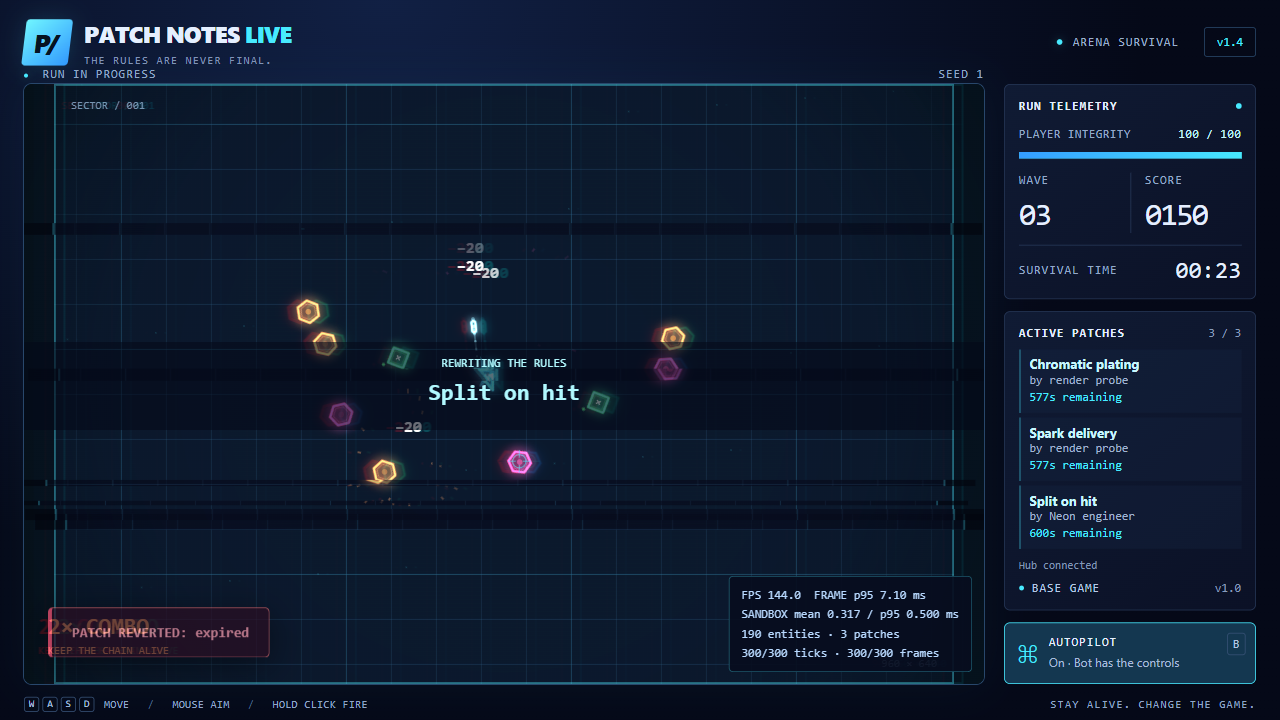 P/
PATCH NOTES LIVE
THE RULES ARE NEVER FINAL.
ARENA SURVIVAL
v1.4
RUN IN PROGRESS
SEED 1
SECTOR / 001
-20
-20
-20
REWRITING THE RULES
Split on hit
-20
2× COMBO
PATCH REVERTED: expired
KEEP THE CHAIN ALIVE
FPS 144.0 FRAME p95 7.10 ms
SANDBOX mean 0.317 / p95 0.500 ms
190 entities · 3 patches
300/300 ticks · 300/300 frames
RUN TELEMETRY
PLAYER INTEGRITY 100 / 100
WAVE SCORE
03 0150
SURVIVAL TIME 00:23
ACTIVE PATCHES 3 / 3
Chromatic plating
by render probe
577s remaining
Spark delivery
by render probe
577s remaining
Split on hit
by Neon engineer
600s remaining
Hub connected
BASE GAME v1.0
AUTOPILOT
B
On · Bot has the controls
W A S D MOVE / MOUSE AIM / HOLD CLICK FIRE
STAY ALIVE. CHANGE THE GAME.